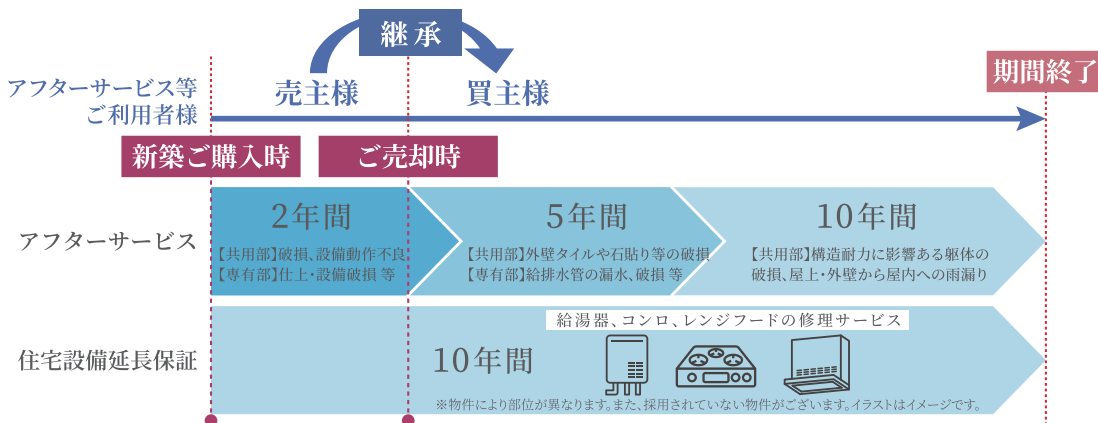 継承
期間終了
アフターサービス等
ご利用者様
売主様
買主様
新築ご購入時
ご売却時
アフターサービス
2年間
【共用部】破損、設備動作不良
【専有部】仕上・設備破損 等
5年間
【共用部】外壁タイルや石貼り等の破損
【専有部】給排水管の漏水、破損 等
10年間
【共用部】構造耐力に影響ある躯体の
破損、屋上・外壁から屋内への雨漏り
住宅設備延長保証
10年間
給湯器、コンロ、レンジフードの修理サービス
※物件により部位が異なります。また、採用されていない物件がございます。イラストはイメージです。